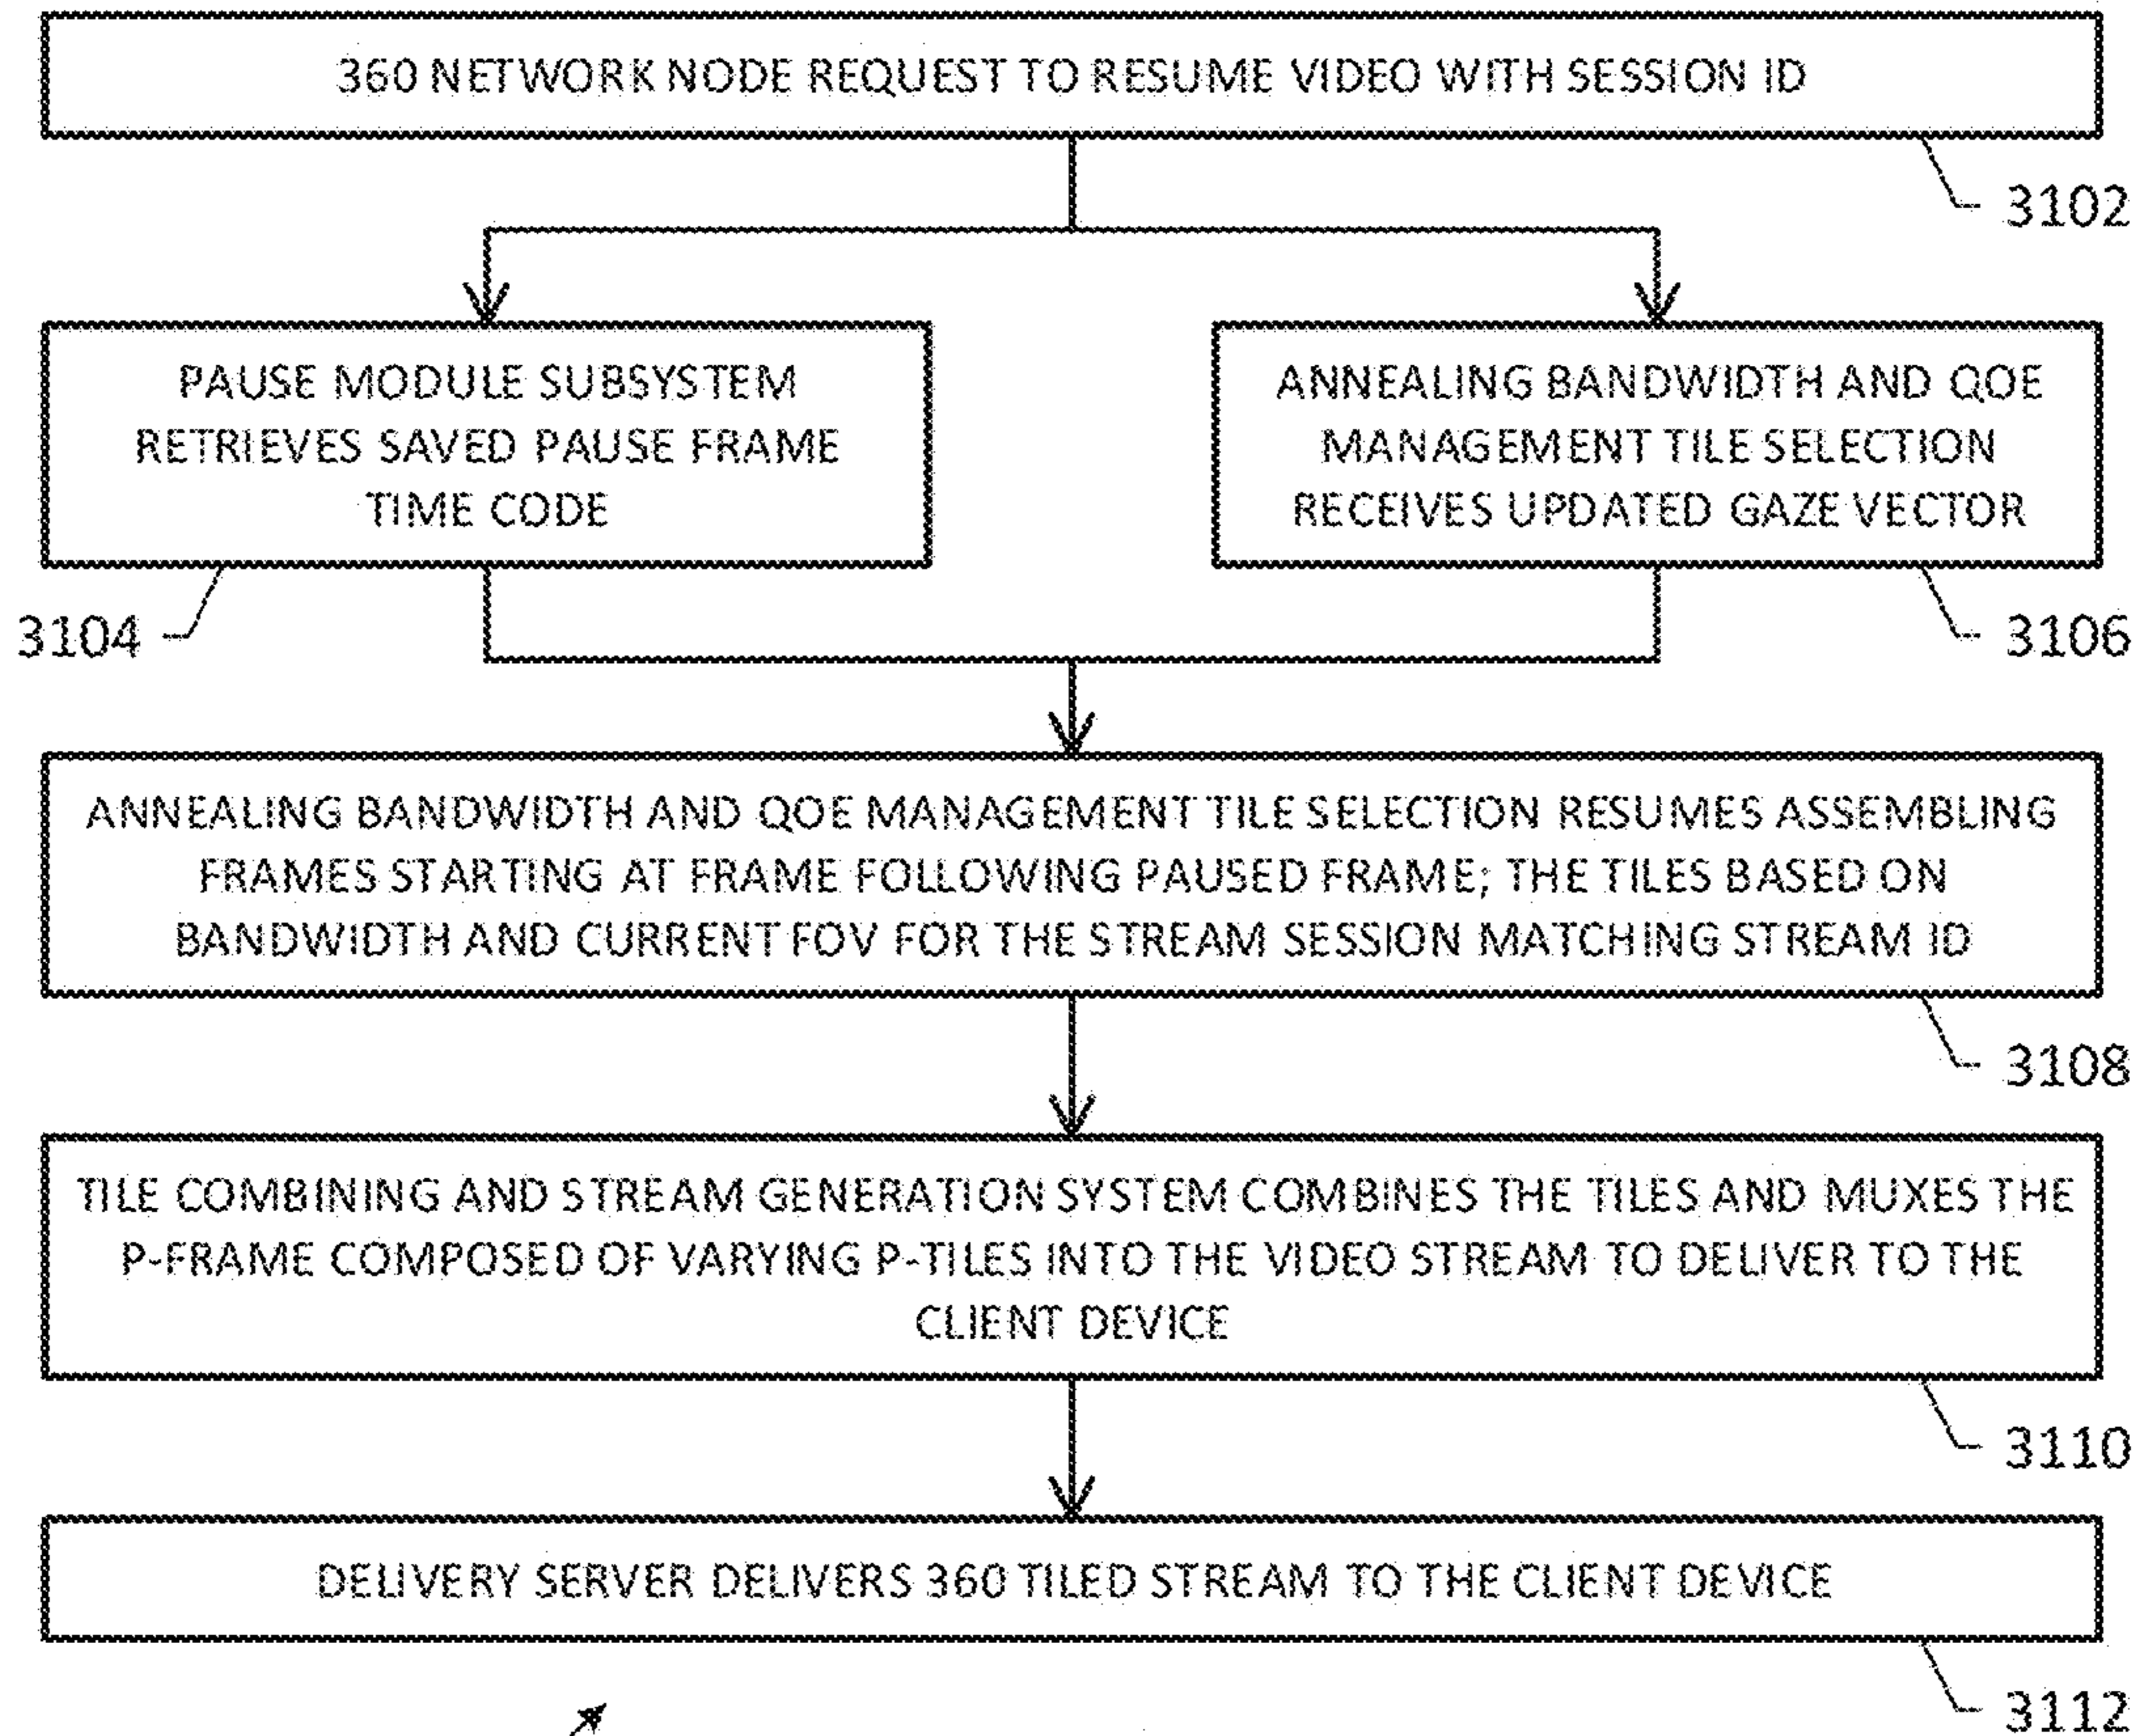 360 NETWORK NODE REQUEST TO RESUME VIDEO WITH SESSION ID
3102
PAUSE MODULE SUBSYSTEM
RETRIEVES SAVED PAUSE FRAME
TIME CODE
3104
ANNEALING BANDWIDTH AND QOE
MANAGEMENT TILE SELECTION
RECEIVES UPDATED GAZE VECTOR
3106
ANNEALING BANDWIDTH AND QOE MANAGEMENT TILE SELECTION RESUMES ASSEMBLING
FRAMES STARTING AT FRAME FOLLOWING PAUSED FRAME; THE TILES BASED ON
BANDWIDTH AND CURRENT FOV FOR THE STREAM SESSION MATCHING STREAM ID
3108
TILE COMBINING AND STREAM GENERATION SYSTEM COMBINES THE TILES AND MUXES THE
P-FRAME COMPOSED OF VARYING P-TILES INTO THE VIDEO STREAM TO DELIVER TO THE
CLIENT DEVICE
3110
DELIVERY SERVER DELIVERS 360 TILED STREAM TO THE CLIENT DEVICE
3112